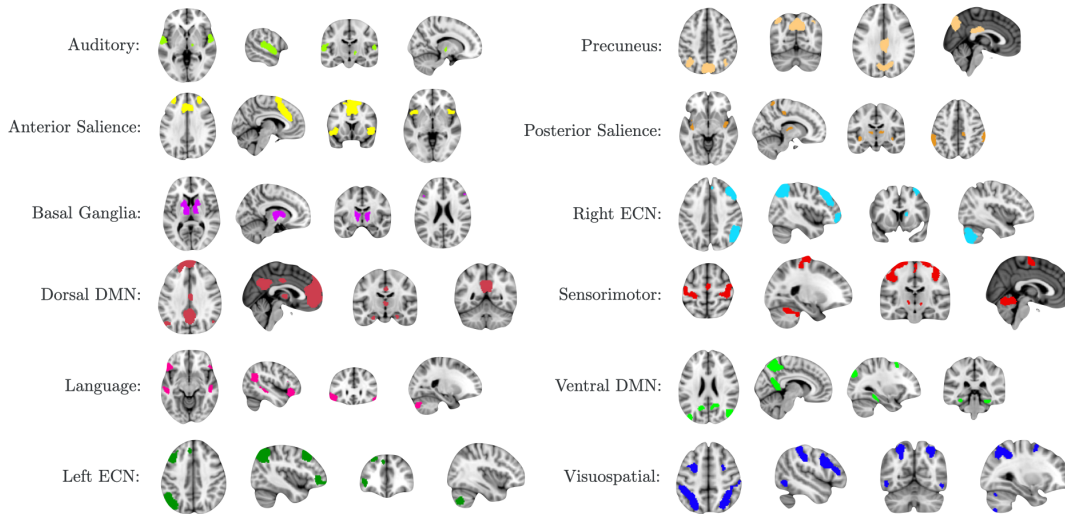 Auditory:
Precuneus:
Anterior Salience:
Posterior Salience:
Basal Ganglia:
Right ECN:
Dorsal DMN:
Sensorimotor:
Language:
Ventral DMN:
Left ECN:
Visuospatial: